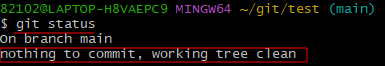 82102@LAPTOP-H8VAEPC9 MINGW64 ~/git/test (main)
$ git status
On branch main
nothing to commit, working tree clean